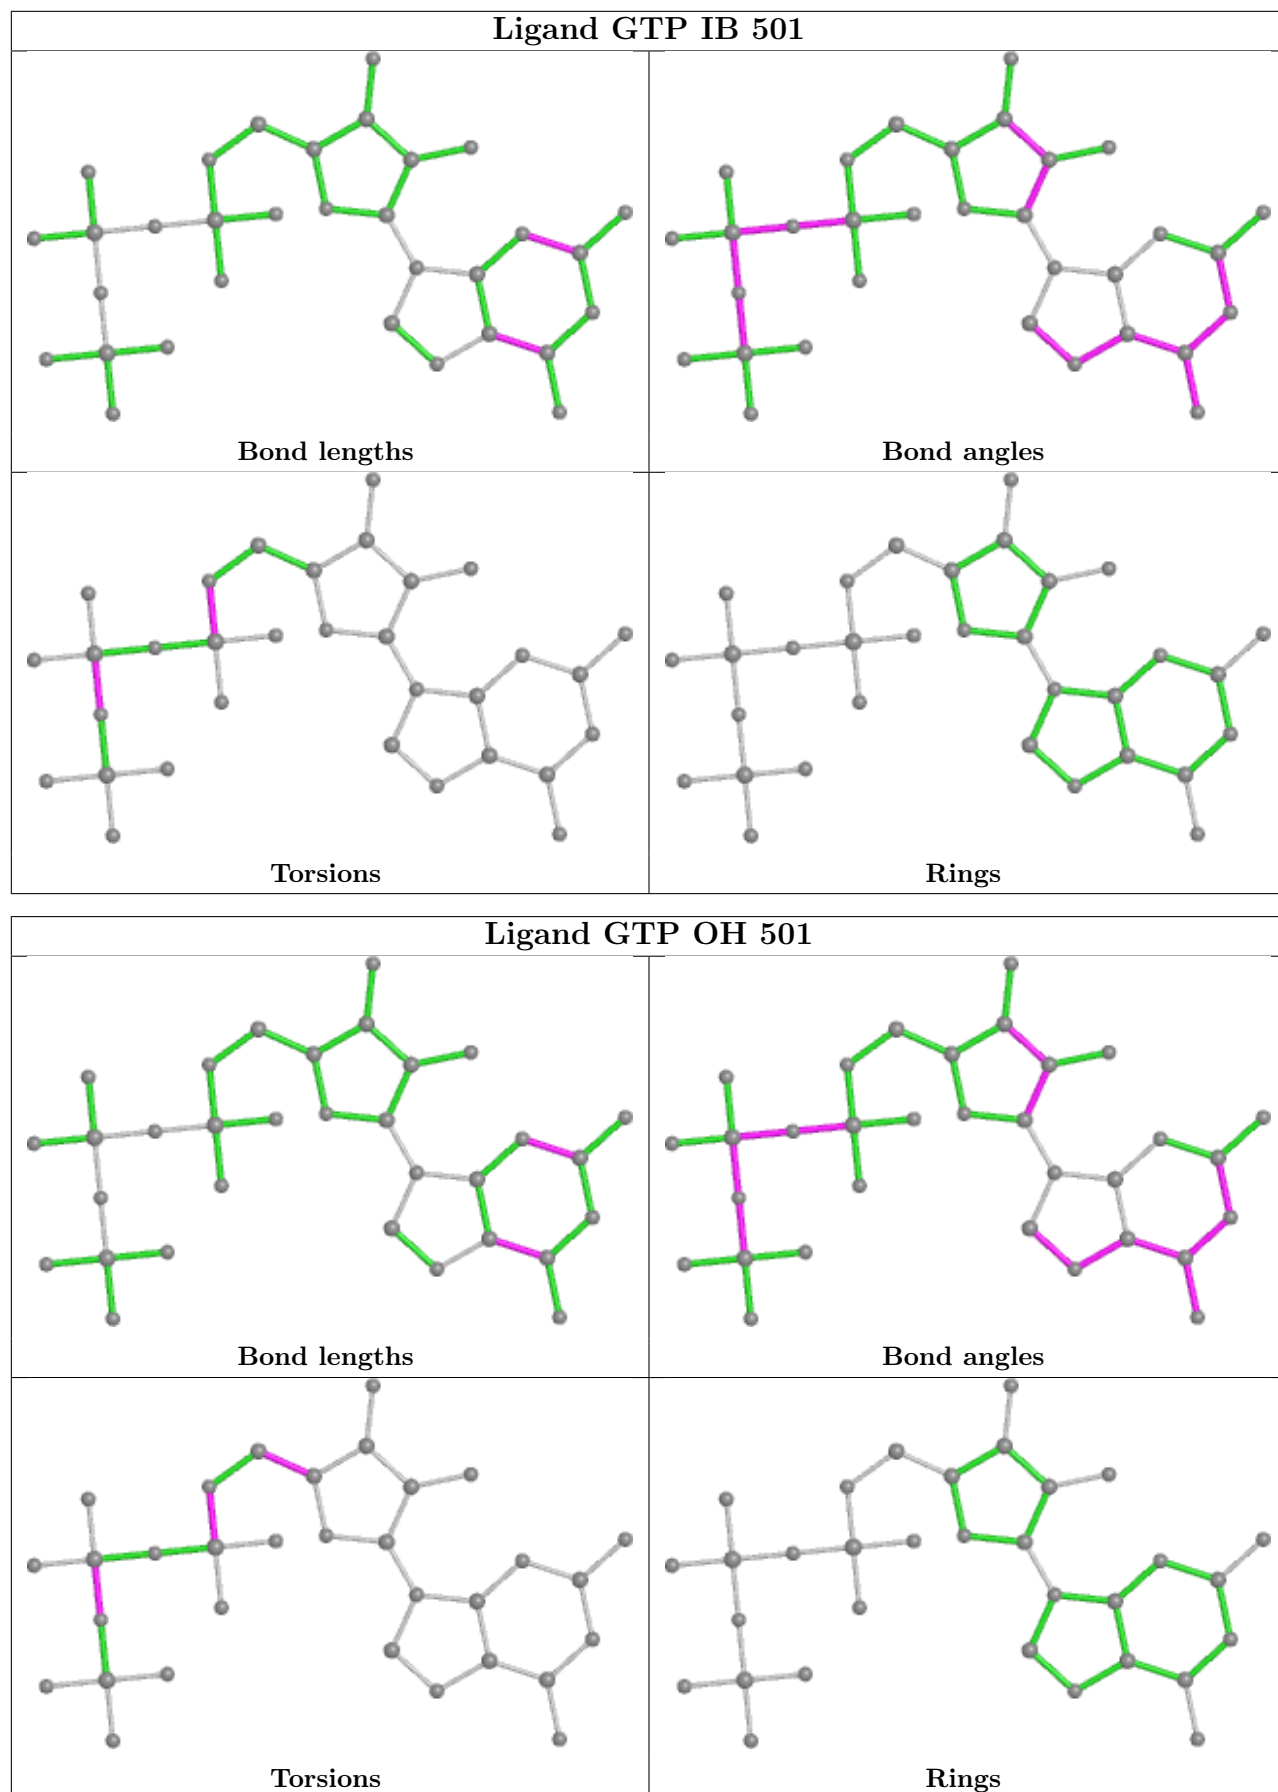 Ligand GTP IB 501
Bond lengths
Bond angles
Torsions
Rings
Ligand GTP OH 501
Bond lengths
Bond angles
Torsions
Rings